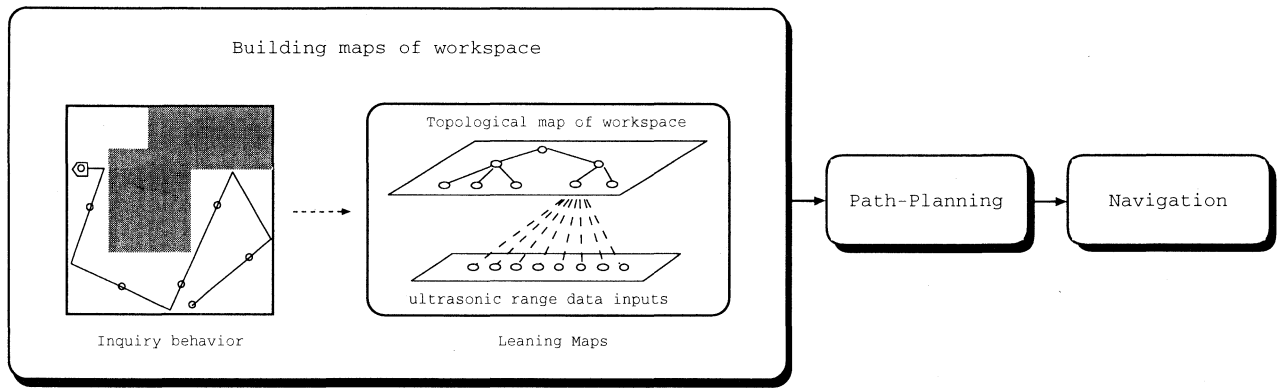 Building maps of workspace
Topological map of workspace
ultrasonic range data inputs
Inquiry behavior
Leaning Maps
Path-Planning
Navigation